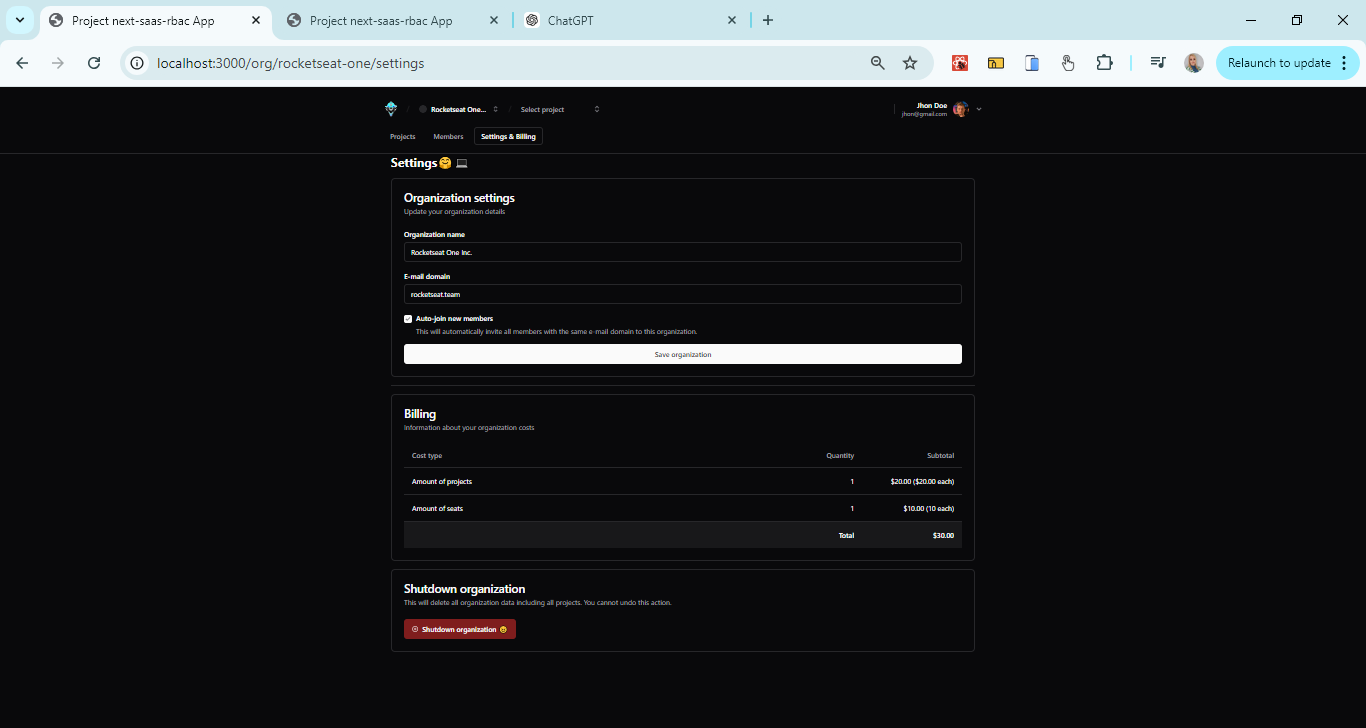 Project next-saas-rbac App
Project next-saas-rbac App
ChatGPT
localhost:3000/org/rocketseat-one/settings
Relaunch to update
/ Rocketseat One... / Select project
Jhon Doe
jhon@gmail.com
Projects Members Settings & Billing
Settings🤗 💻
Organization settings
Update your organization details
Organization name
Rocketseat One Inc.
E-mail domain
rocketseat.team
Auto-join new members
This will automatically invite all members with the same e-mail domain to this organization.
Save organization
Billing
Information about your organization costs
Cost type Quantity Subtotal
Amount of projects 1 $20.00 ($20.00 each)
Amount of seats 1 $10.00 (10 each)
Total $30.00
Shutdown organization
This will delete all organization data including all projects. You cannot undo this action.
Shutdown organization